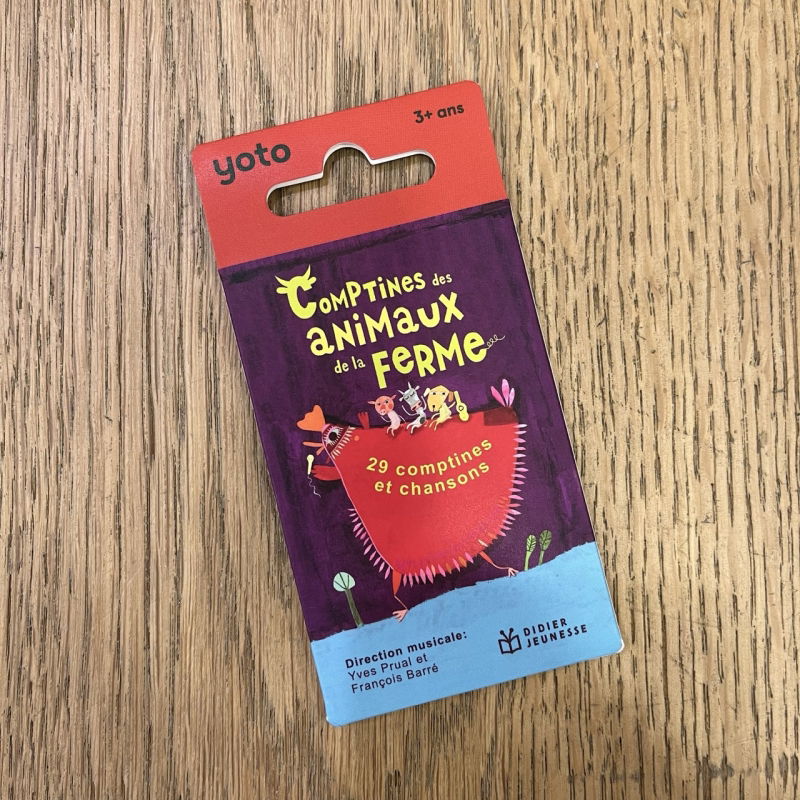 yoto
3+ ans
Comptines des
animaux
de la Ferme
29 comptines
et chansons
Direction musicale:
Yves Prual et
François Barré
DIDIER
JEUNESSE